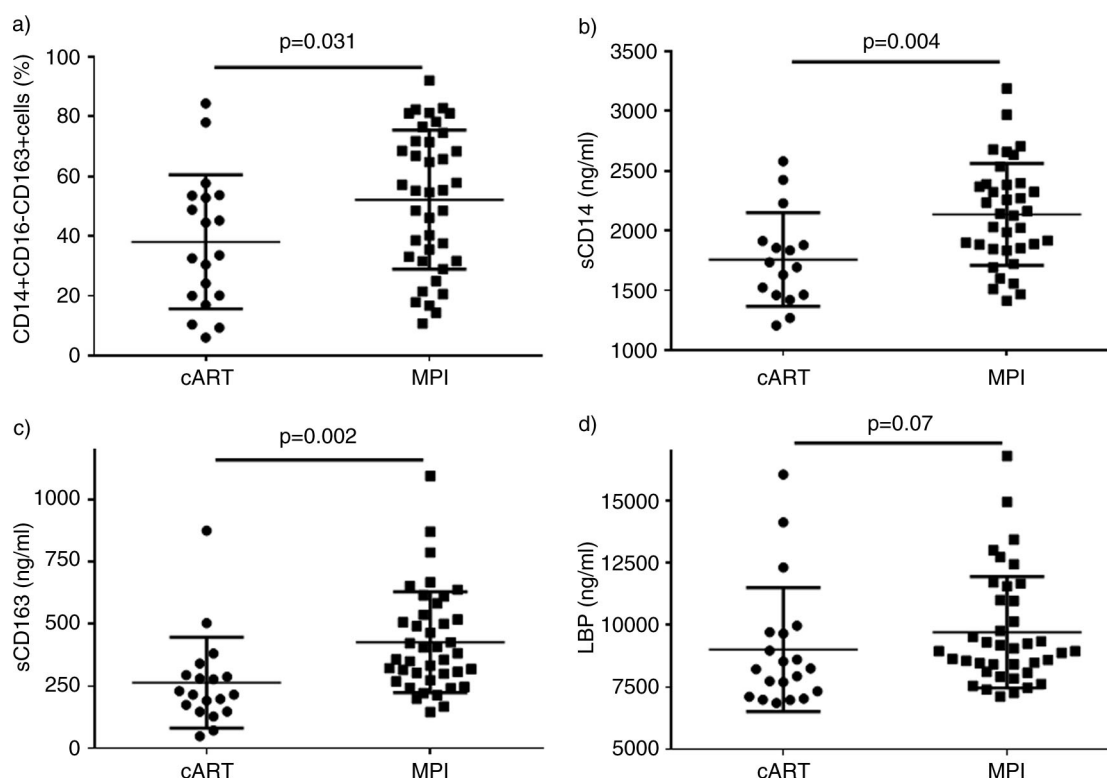 a)
p=0.031
CD14+CD16-CD163+cells (%)
100
80
60
40
20
0
cART
MPI
b)
p=0.004
sCD14 (ng/ml)
3500
3000
2500
2000
1500
1000
cART
MPI
c)
p=0.002
sCD163 (ng/ml)
1000
750
500
250
0
cART
MPI
d)
p=0.07
LBP (ng/ml)
15000
12500
10000
7500
5000
cART
MPI